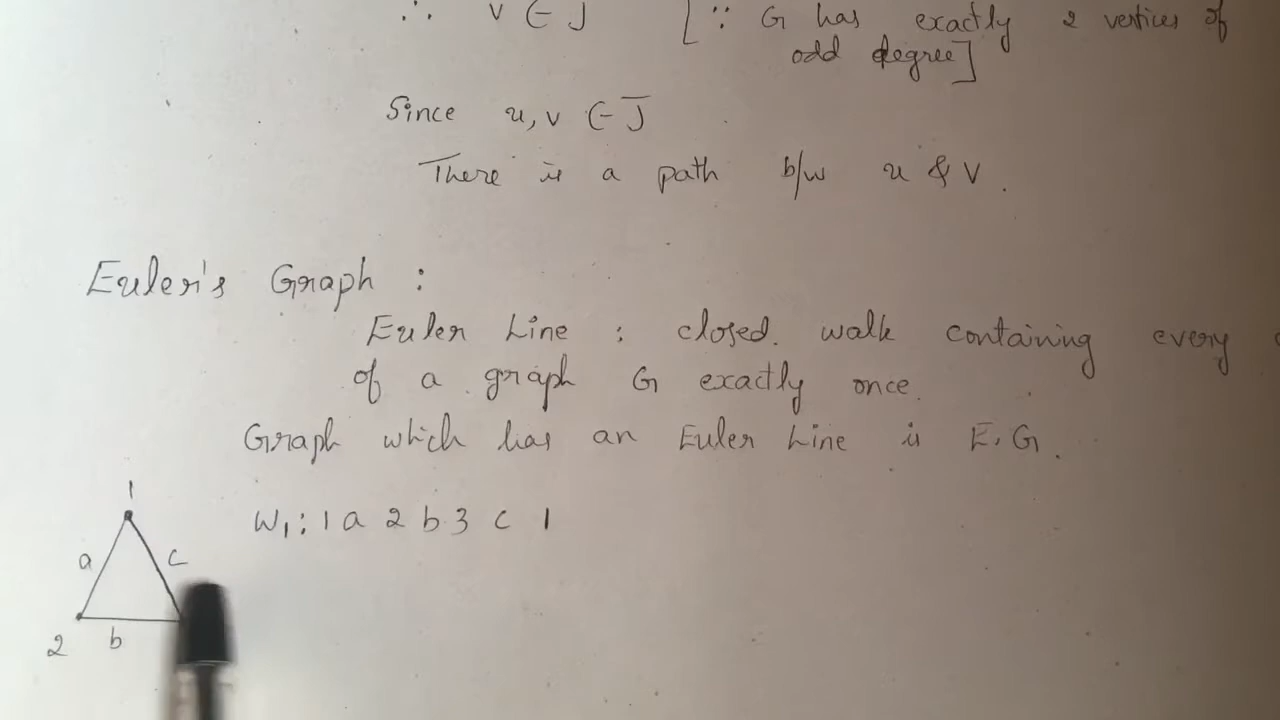 ∴ v ∈ J [∵ G has exactly 2 vertices of
odd degree]
Since u, v ∈ J
There is a path b/w u & v.
Euler's Graph :
Euler Line : closed walk containing every
of a graph G exactly once.
Graph which has an Euler Line is E.G.
1
W₁ : 1 a 2 b 3 c 1
a c
2 b